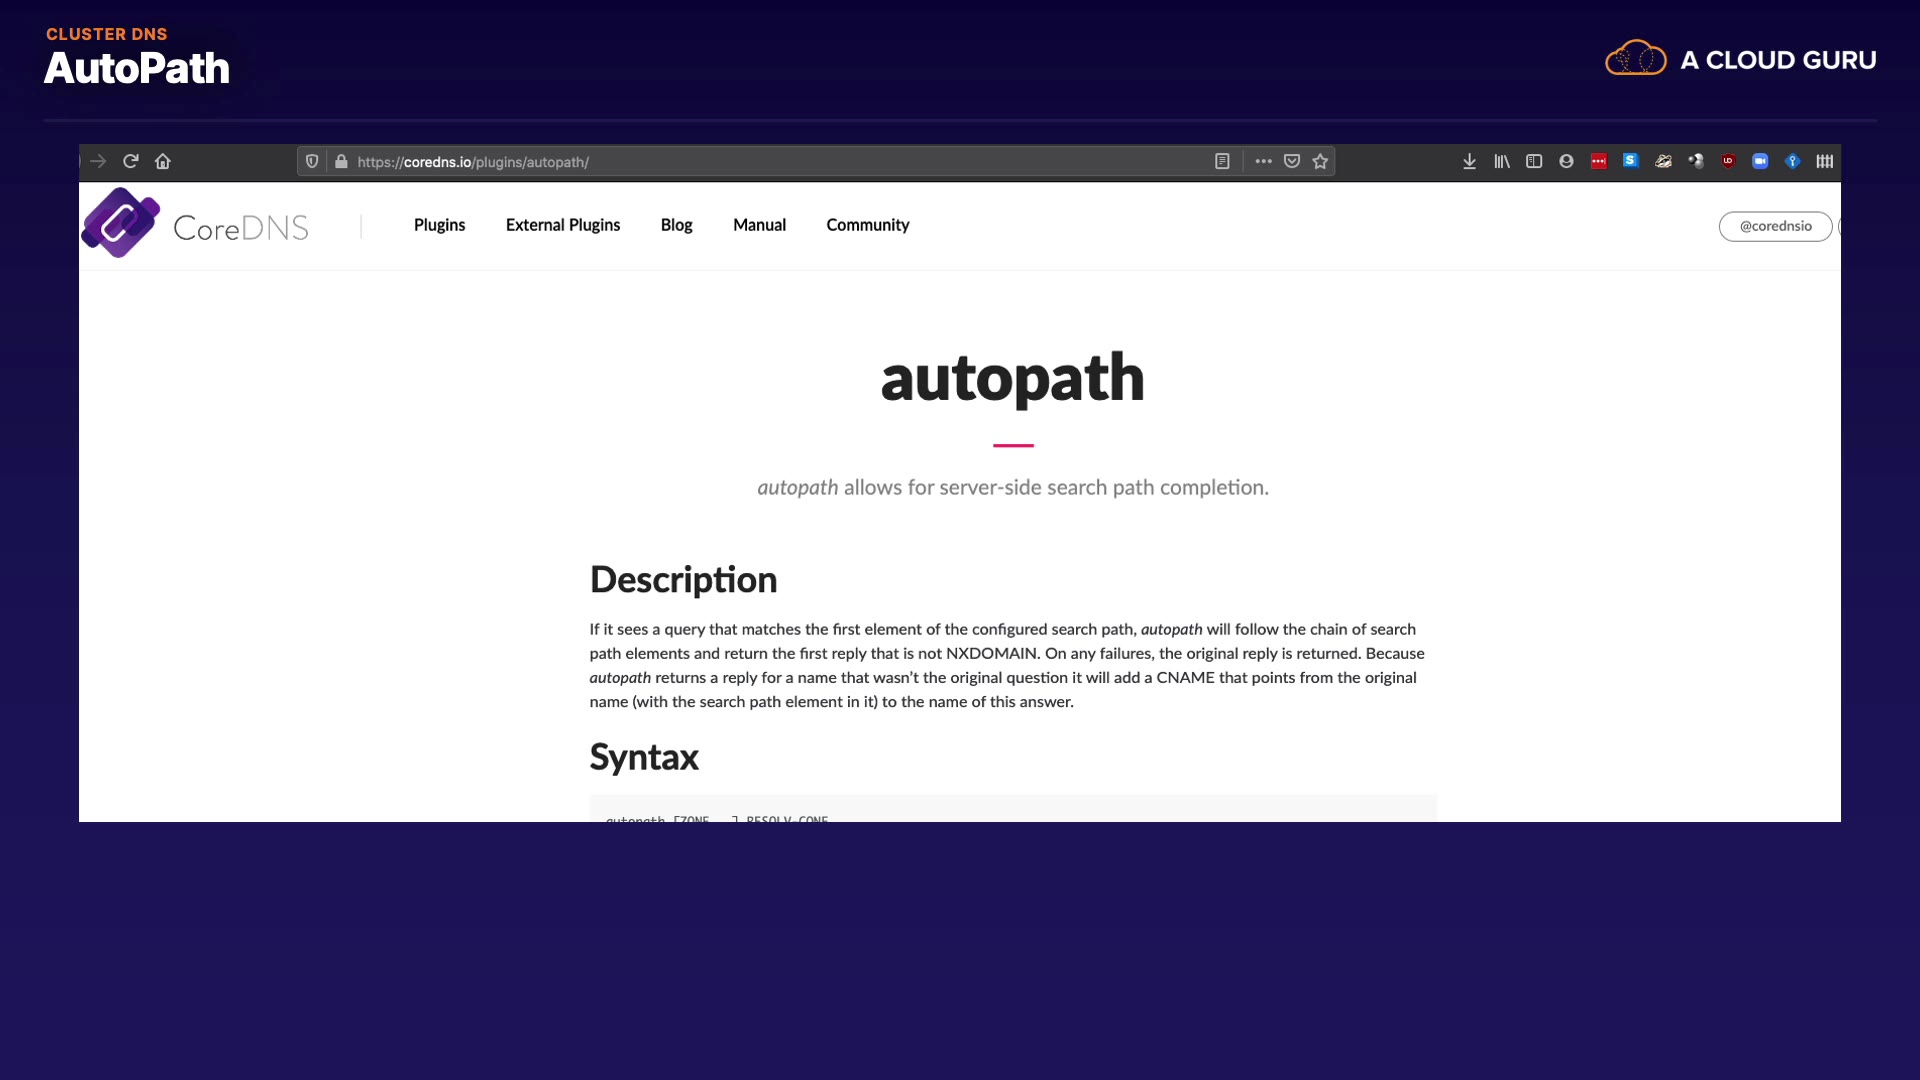 CLUSTER DNS
AutoPath
A CLOUD GURU
https://coredns.io/plugins/autopath/
CoreDNS
Plugins
External Plugins
Blog
Manual
Community
@corednsio
autopath
autopath allows for server-side search path completion.
Description
If it sees a query that matches the first element of the configured search path, autopath will follow the chain of search
path elements and return the first reply that is not NXDOMAIN. On any failures, the original reply is returned. Because
autopath returns a reply for a name that wasn’t the original question it will add a CNAME that points from the original
name (with the search path element in it) to the name of this answer.
Syntax
autopath [ZONE...] RESOLV-CONF